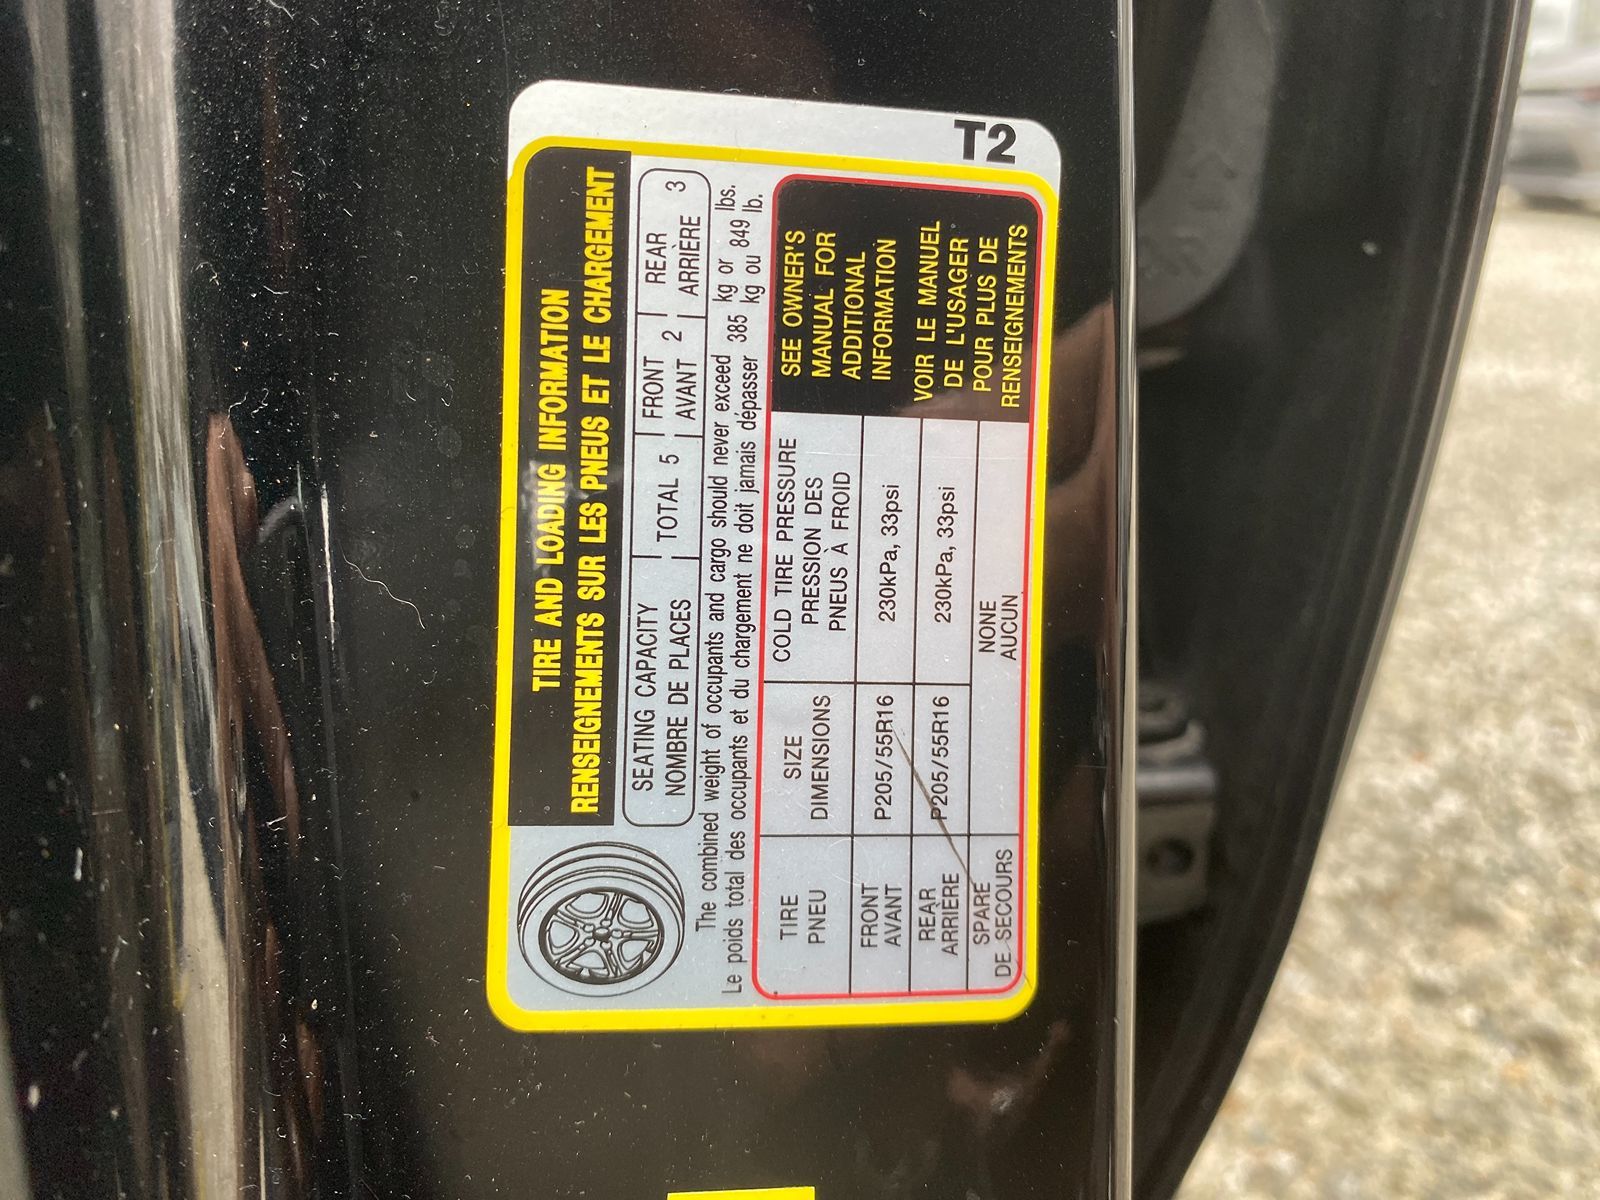 T2
TIRE AND LOADING INFORMATION
RENSEIGNEMENTS SUR LES PNEUS ET LE CHARGEMENT
SEATING CAPACITY TOTAL 5 FRONT 2 REAR 3
NOMBRE DE PLACES AVANT ARRIÈRE
The combined weight of occupants and cargo should never exceed 385 kg or 849 lbs.
Le poids total des occupants et du chargement ne doit jamais dépasser 385 kg ou 849 lb.
TIRE SIZE COLD TIRE PRESSURE
PNEU DIMENSIONS PRESSION DES
PNEUS À FROID
FRONT P205/55R16 230kPa, 33psi
AVANT
REAR P205/55R16 230kPa, 33psi
ARRIERE
SPARE NONE
DE SECOURS AUCUN
SEE OWNER'S
MANUAL FOR
ADDITIONAL
INFORMATION
VOIR LE MANUEL
DE L'USAGER
POUR PLUS DE
RENSEIGNEMENTS